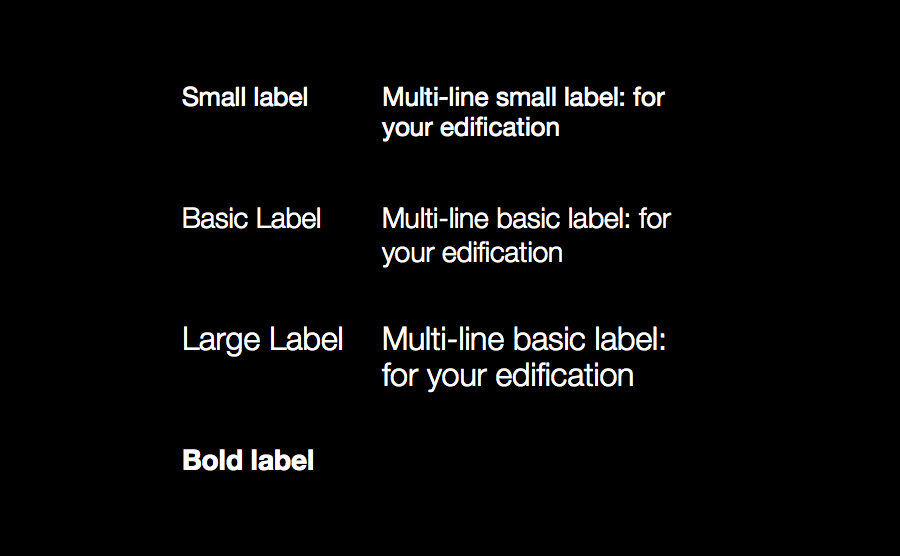 Small label
Multi-line small label: for
your edification
Basic Label
Multi-line basic label: for
your edification
Large Label
Multi-line basic label:
for your edification
Bold label